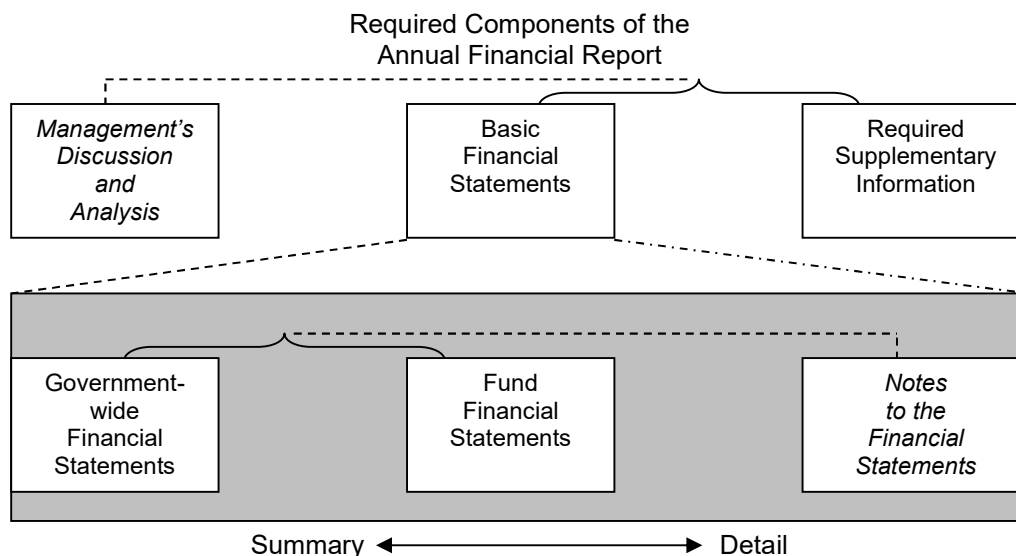 Required Components of the
Annual Financial Report
Management’s
Discussion
and
Analysis
Basic
Financial
Statements
Required
Supplementary
Information
Government-
wide
Financial
Statements
Fund
Financial
Statements
Notes
to the
Financial
Statements
Summary
Detail